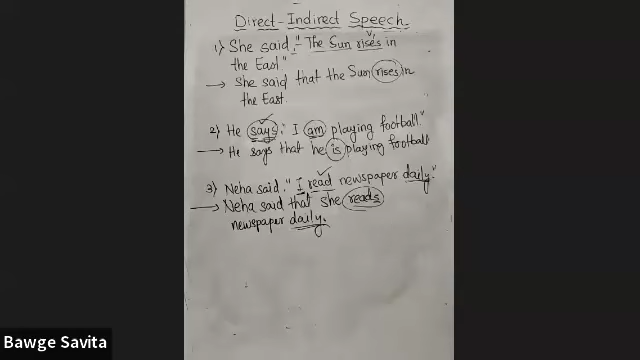 Direct-Indirect Speech
1) She said, "The Sun rises in
the East."
→ She said that the Sun rises in
the East.
2) He says, "I am playing football."
→ He says that he is playing football
3) Neha said, "I read newspaper daily."
→ Neha said that she reads
newspaper daily.
Bawge Savita